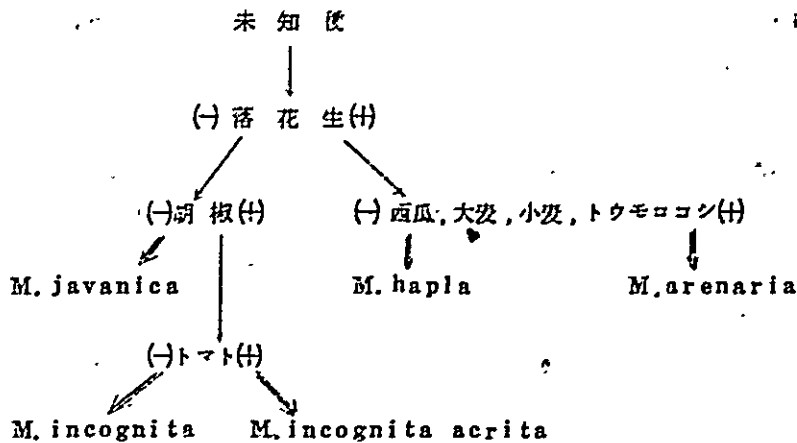 未知
(-)落花生(+)
(-)胡椒(+) (-)西瓜,大麦,小麦,トウモロコシ(+)
M. javanica M. hapla M. arenaria
(-)トマト(+)
M. incognita M. incognita acrita